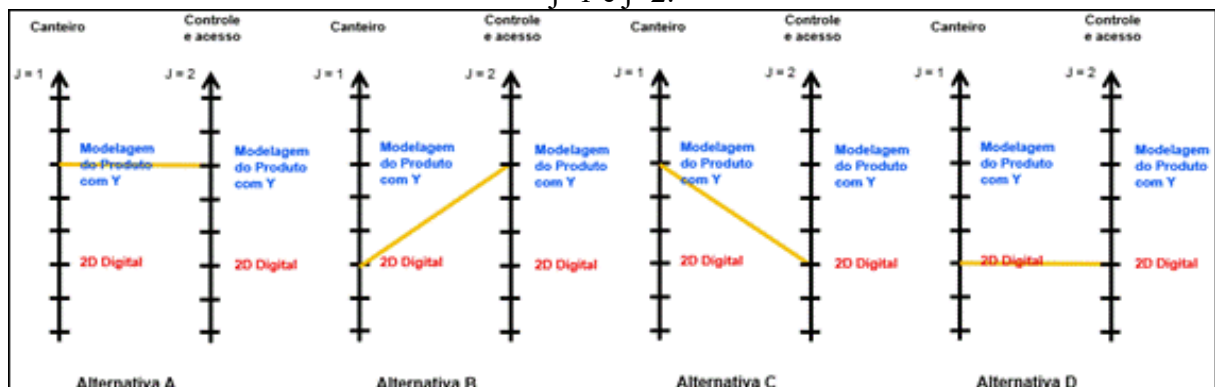 Canteiro
Controle
e acesso
J = 1
J = 2
Modelagem
do Produto
com Y
Modelagem
do Produto
com Y
2D Digital
2D Digital
Alternativa A
Canteiro
Controle
e acesso
J = 1
J = 2
Modelagem
do Produto
com Y
Modelagem
do Produto
com Y
2D Digital
2D Digital
Alternativa B
Canteiro
Controle
e acesso
J = 1
J = 2
Modelagem
do Produto
com Y
Modelagem
do Produto
com Y
2D Digital
2D Digital
Alternativa C
Canteiro
Controle
e acesso
J = 1
J = 2
Modelagem
do Produto
com Y
Modelagem
do Produto
com Y
2D Digital
2D Digital
Alternativa D